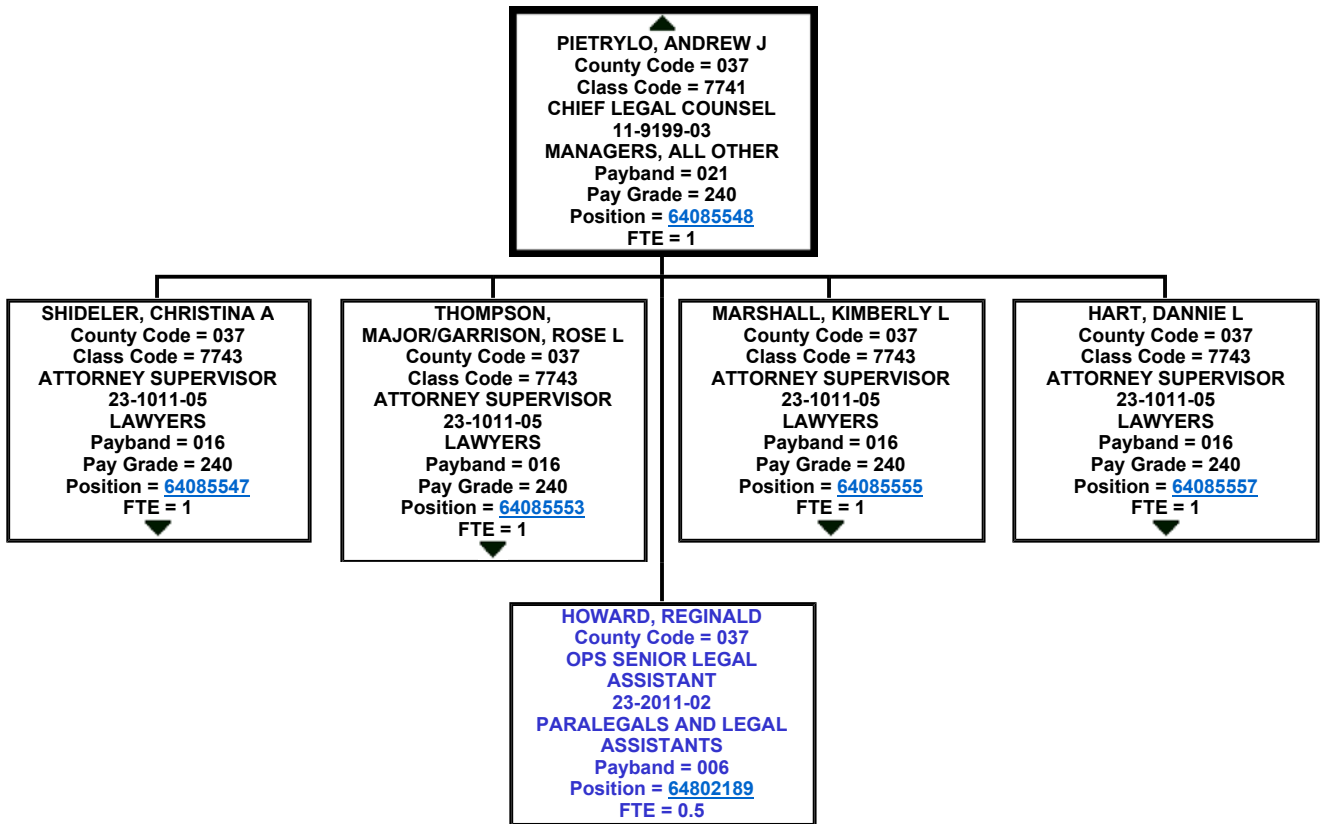 PIETRYLO, ANDREW J
County Code = 037
Class Code = 7741
CHIEF LEGAL COUNSEL
11-9199-03
MANAGERS, ALL OTHER
Payband = 021
Pay Grade = 240
Position = 64085548
FTE = 1
SHIDELER, CHRISTINA A
County Code = 037
Class Code = 7743
ATTORNEY SUPERVISOR
23-1011-05
LAWYERS
Payband = 016
Pay Grade = 240
Position = 64085547
FTE = 1
THOMPSON,
MAJOR/GARRISON, ROSE L
County Code = 037
Class Code = 7743
ATTORNEY SUPERVISOR
23-1011-05
LAWYERS
Payband = 016
Pay Grade = 240
Position = 64085553
FTE = 1
MARSHALL, KIMBERLY L
County Code = 037
Class Code = 7743
ATTORNEY SUPERVISOR
23-1011-05
LAWYERS
Payband = 016
Pay Grade = 240
Position = 64085555
FTE = 1
HART, DANNIE L
County Code = 037
Class Code = 7743
ATTORNEY SUPERVISOR
23-1011-05
LAWYERS
Payband = 016
Pay Grade = 240
Position = 64085557
FTE = 1
HOWARD, REGINALD
County Code = 037
OPS SENIOR LEGAL
ASSISTANT
23-2011-02
PARALEGALS AND LEGAL
ASSISTANTS
Payband = 006
Position = 64802189
FTE = 0.5